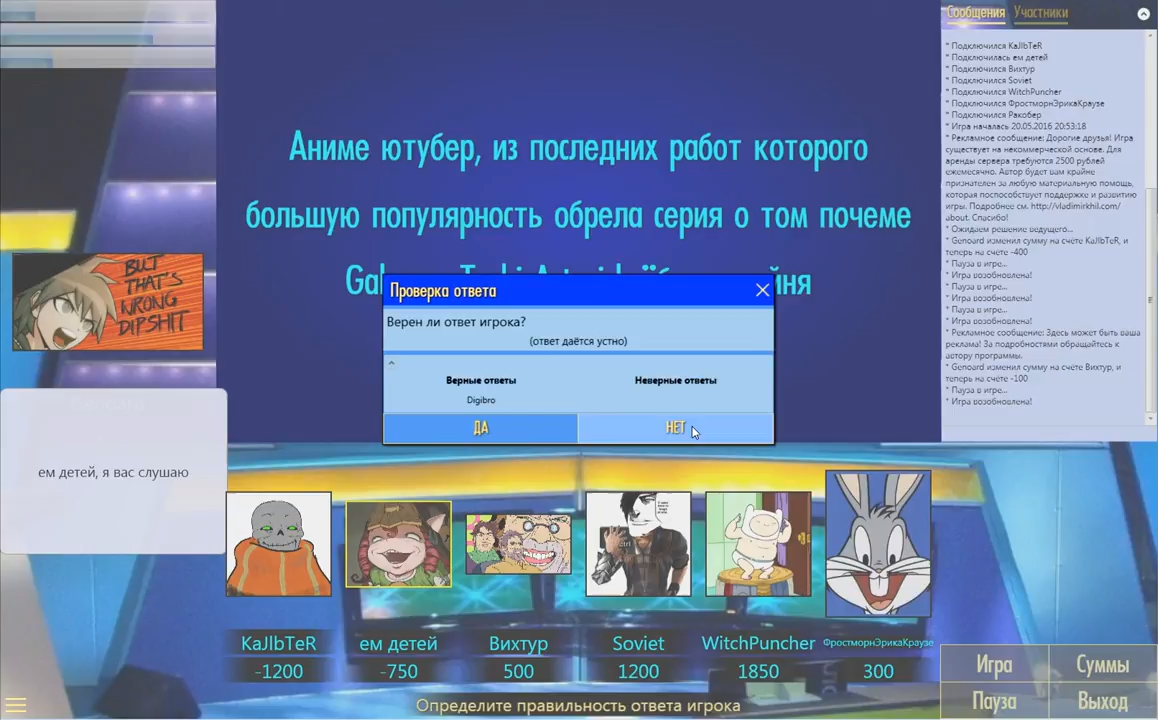 Сообщения Участники
* Подключился KaJIbTeR
* Подключилась ем детей
* Подключился Вихтур
* Подключился Soviet
* Подключился WitchPuncher
* Подключился ФростморнЭрикаКраузе
* Подключился Ракобер
* Игра началась 20.05.2016 20:53:18
* Рекламное сообщение: Дорогие друзья! Игра
существует на некоммерческой основе. Для
аренды сервера требуются 2500 рублей
ежемесячно. Автор будет вам крайне
признателен за любую материальную помощь,
которая поспособствует поддержке и развитию
игры. Подробнее см. http://vladimirkhil.com/
about. Спасибо!
* Ожидаем решение ведущего...
* Genoard изменил сумму на счёте KaJIbTeR, и
теперь на счёте -400
* Пауза в игре...
* Игра возобновлена!
* Пауза в игре...
* Игра возобновлена!
* Пауза в игре...
* Игра возобновлена!
* Рекламное сообщение: Здесь может быть ваша
реклама! За подробностями обращайтесь к
автору программы.
* Genoard изменил сумму на счёте Вихтур, и
теперь на счёте -100
* Пауза в игре...
* Игра возобновлена!
Аниме ютубер, из последних работ которого
большую популярность обрела серия о том почеме
BUT
THAT'S
WRONG
DIPSHIT
Проверка ответа
Верен ли ответ игрока?
(ответ даётся устно)
Верные ответы Неверные ответы
Digibro
ДА НЕТ
ем детей, я вас слушаю
KaJIbTeR ем детей Вихтур Soviet WitchPuncher ФростморнЭрикаКраузе
-1200 -750 500 1200 1850 300
Определите правильность ответа игрока
Игра Суммы
Пауза Выход